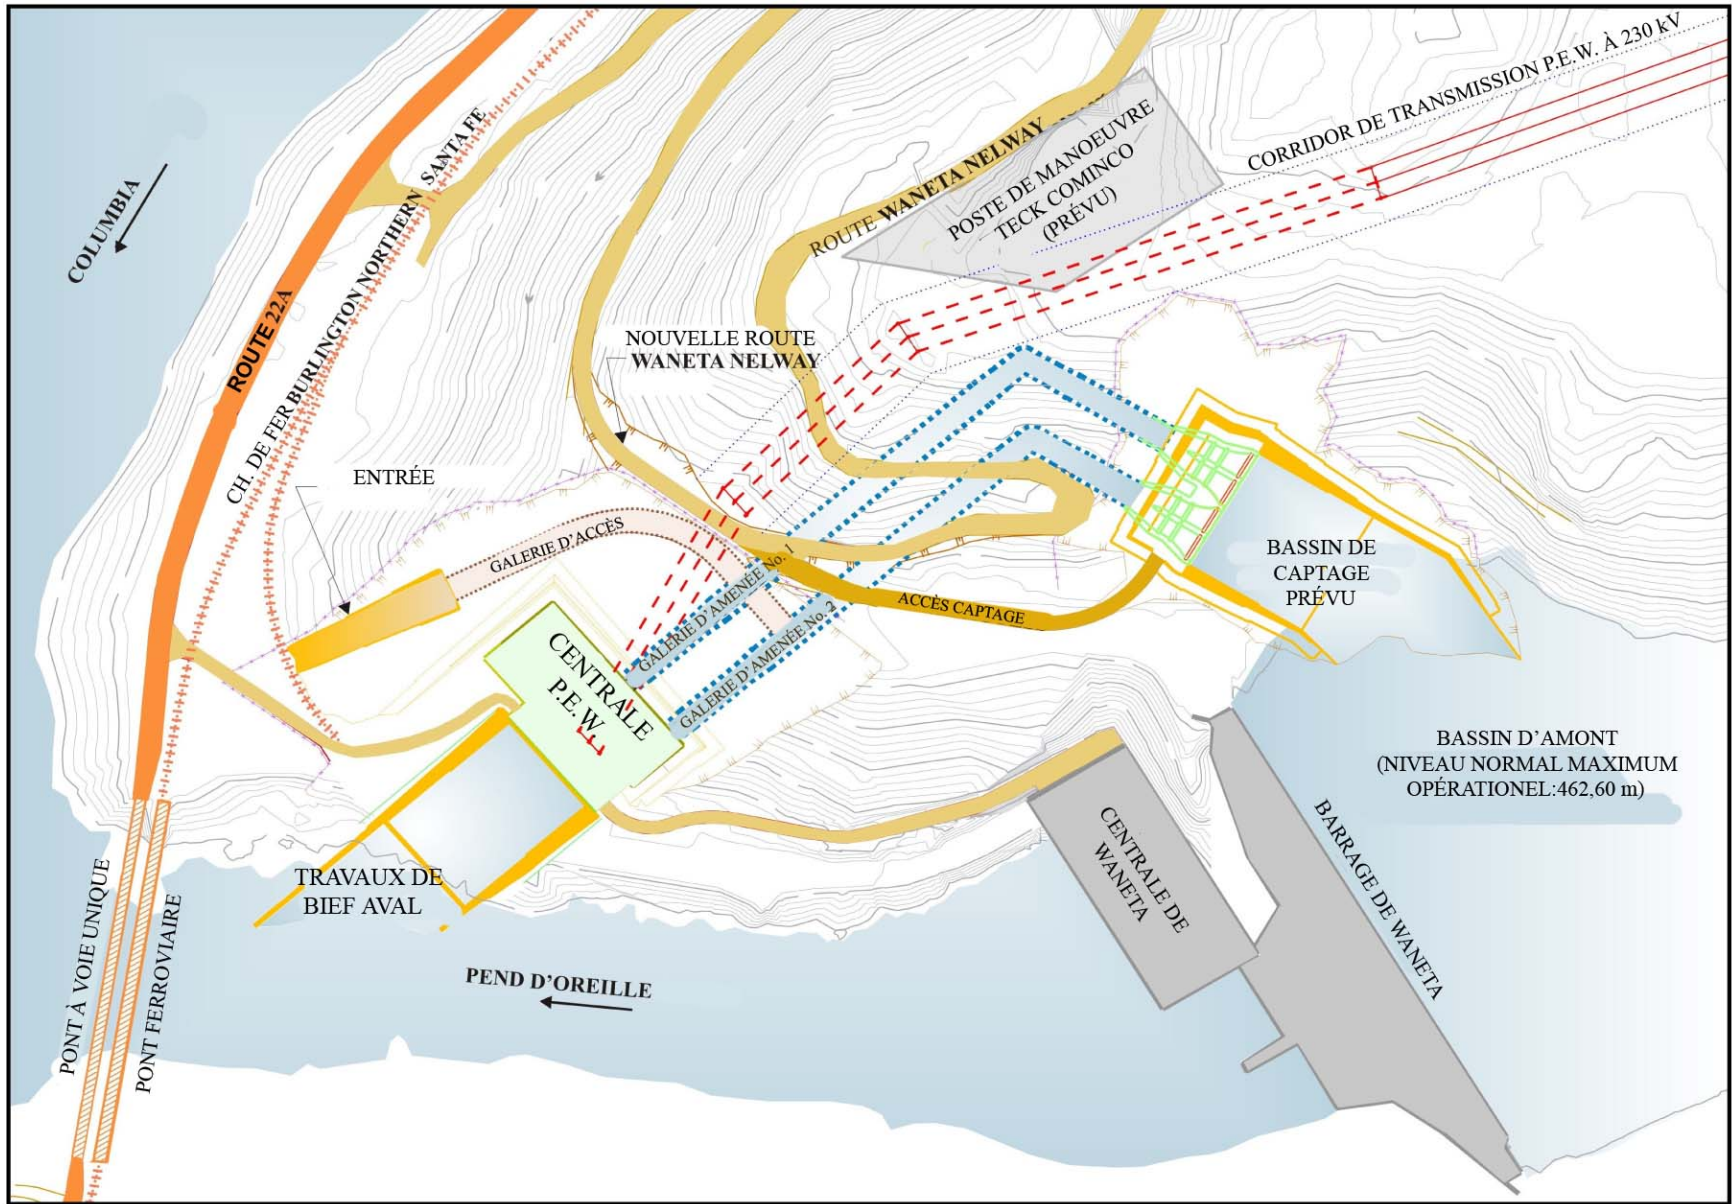 CORRIDOR DE TRANSMISSION P.E.W. À 230 kV
COLUMBIA
ROUTE 22A
CH. DE FER BURLINGTON NORTHERN SANTA FE
ROUTE WANETA NELWAY
POSTE DE MANOEUVRE
TECK COMINCO
(PRÉVU)
NOUVELLE ROUTE
WANETA NELWAY
ENTRÉE
GALERIE D'ACCÈS
GALERIE D'AMENÉE No. 1
GALERIE D'AMENÉE No. 2
ACCÈS CAPTAGE
BASSIN DE
CAPTAGE
PRÉVU
CENTRALE
P.E.W.
BASSIN D'AMONT
(NIVEAU NORMAL MAXIMUM
OPÉRATIONEL:462,60 m)
BARRAGE DE WANETA
CENTRALE DE
WANETA
TRAVAUX DE
BIEF AVAL
PONT À VOIE UNIQUE
PONT FERROVIAIRE
PEND D'OREILLE